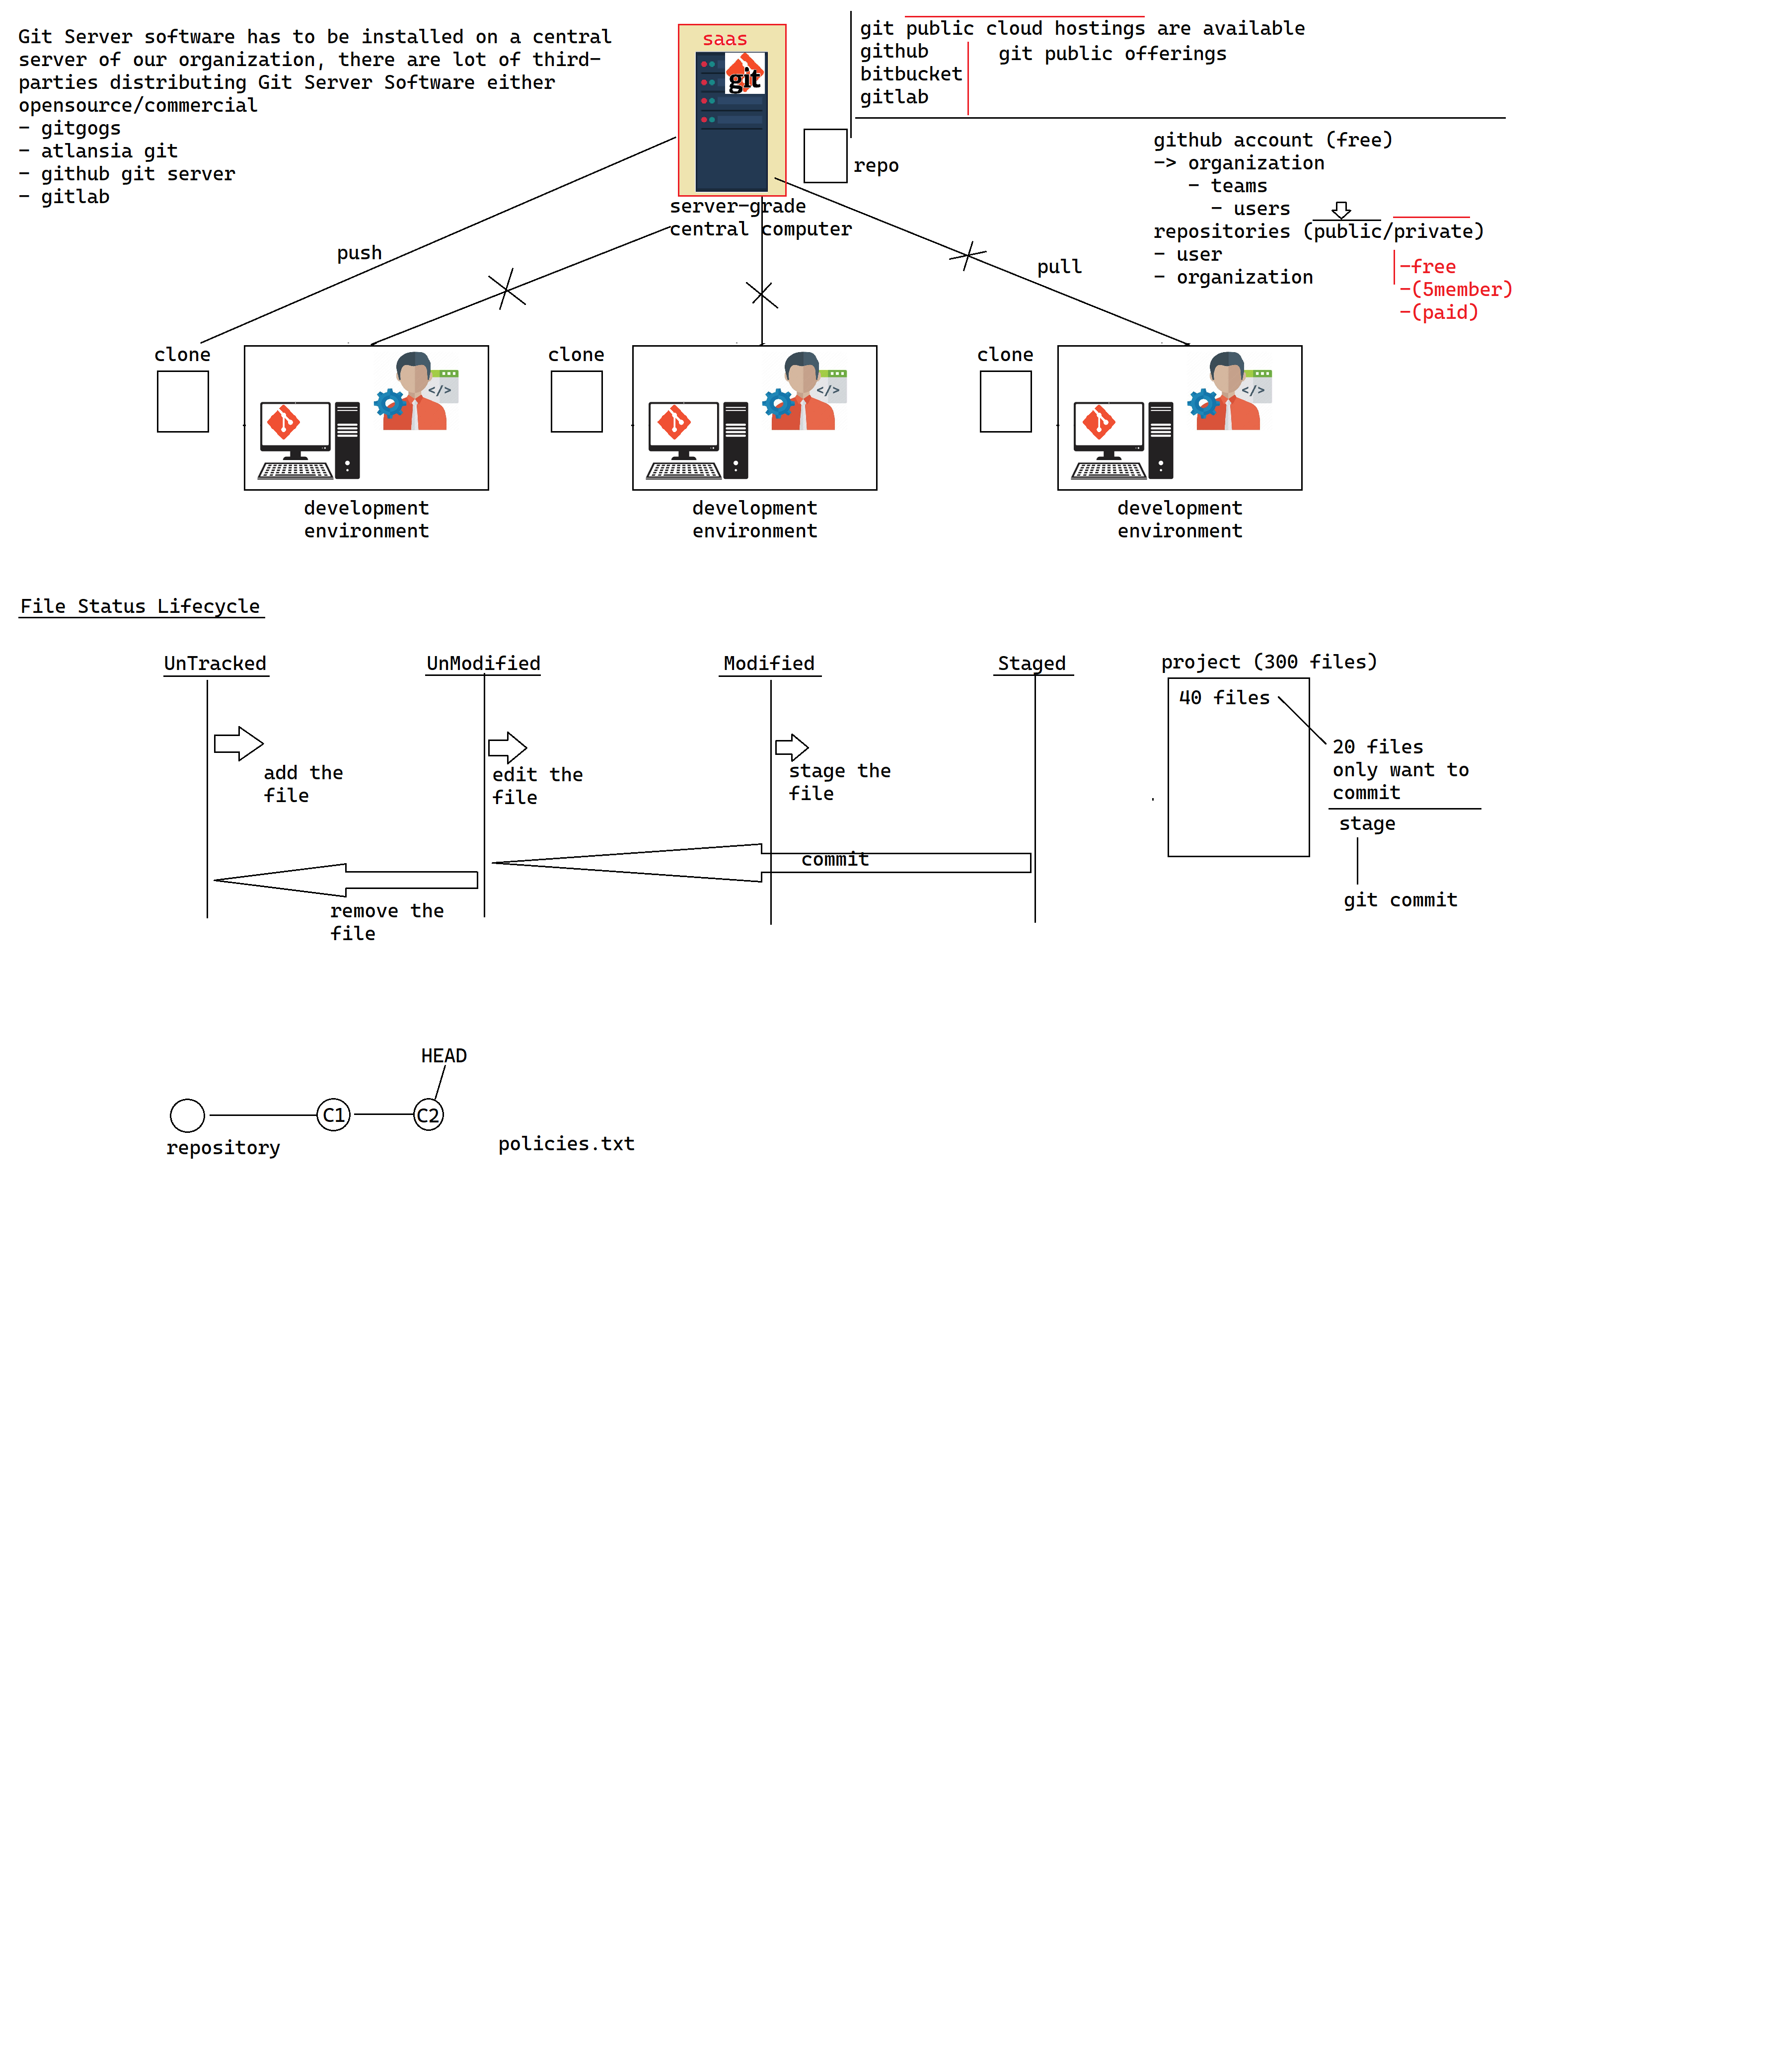 Git Server software has to be installed on a central
server of our organization, there are lot of third-
parties distributing Git Server Software either
opensource/commercial
- gitgogs
- atlansia git
- github git server
- gitlab
saas
git
server-grade
central computer
repo
git public cloud hostings are available
github
bitbucket
gitlab
git public offerings
github account (free)
-> organization
- teams
- users
repositories (public/private)
- user
- organization
-free
-(5member)
-(paid)
push
pull
clone
clone
clone
</>
</>
</>
development
environment
development
environment
development
environment
File Status Lifecycle
UnTracked
UnModified
Modified
Staged
add the
file
edit the
file
stage the
file
commit
remove the
file
project (300 files)
40 files
20 files
only want to
commit
stage
git commit
HEAD
C1
C2
repository
policies.txt